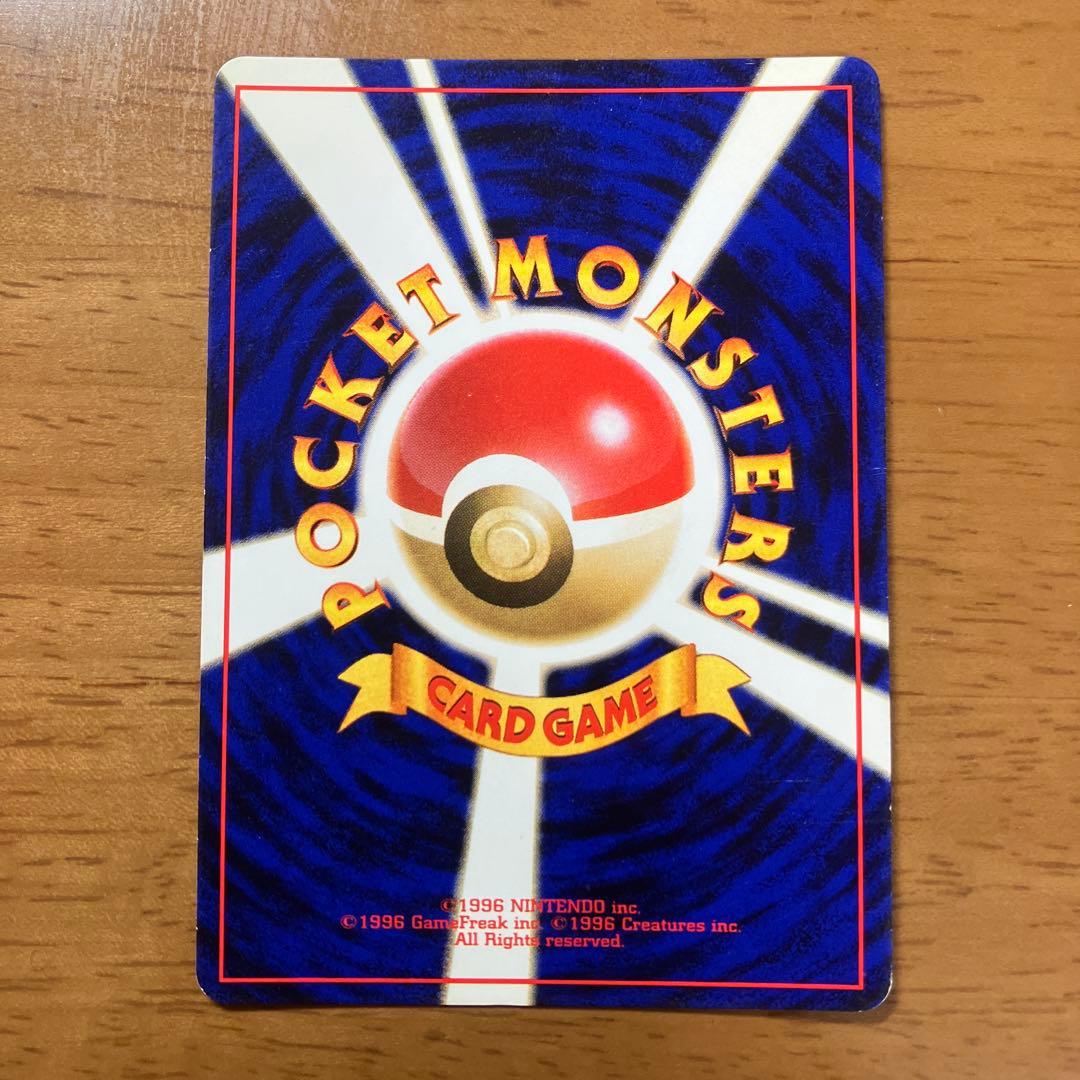 POCKET MONSTERS
CARD GAME
©1996 NINTENDO inc.
©1996 GameFreak inc. ©1996 Creatures inc.
All Rights reserved.